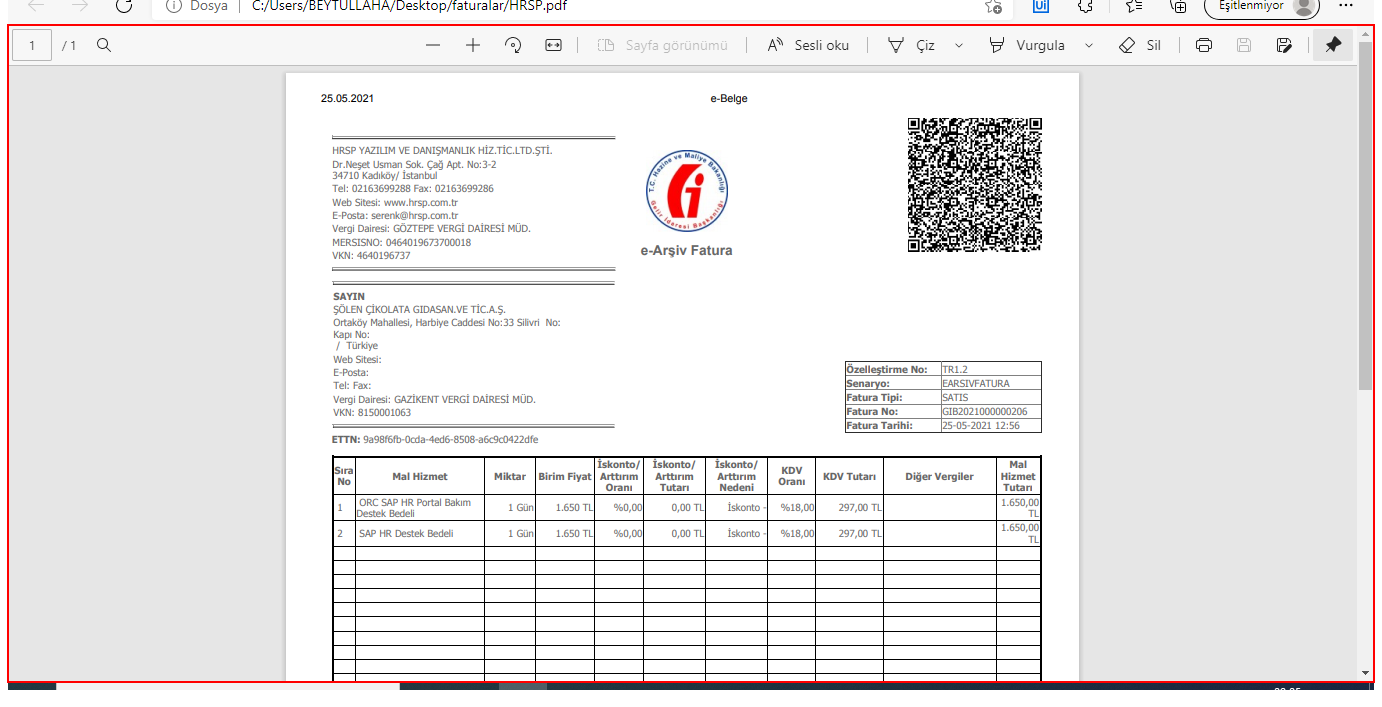 Dosya C:/Users/BEYTULLAHA/Desktop/faturalar/HRSP.pdf Eşitlenmiyor
1 / 1 Sayfa görünümü Sesli oku Çiz Vurgula Sil
25.05.2021 e-Belge
HRSP YAZILIM VE DANIŞMANLIK HİZ.TİC.LTD.ŞTİ.
Dr.Neşet Usman Sok. Çağ Apt. No:3-2
34710 Kadıköy/ İstanbul
Tel: 02163699288 Fax: 02163699286
Web Sitesi: www.hrsp.com.tr
E-Posta: serenk@hrsp.com.tr
Vergi Dairesi: GÖZTEPE VERGİ DAİRESİ MÜD.
MERSISNO: 0464019673700018
VKN: 4640196737
T.C. Hazine ve Maliye Bakanlığı
Gelir İdaresi Başkanlığı
e-Arşiv Fatura
SAYIN
ŞÖLEN ÇİKOLATA GIDASAN.VE TİC.A.Ş.
Ortaköy Mahallesi, Harbiye Caddesi No:33 Silivri No:
Kapı No:
/ Türkiye
Web Sitesi:
E-Posta:
Tel: Fax:
Vergi Dairesi: GAZİKENT VERGİ DAİRESİ MÜD.
VKN: 8150001063
ETTN: 9a98f6fb-0cda-4ed6-8508-a6c9c0422dfe
Özelleştirme No: TR1.2
Senaryo: EARSIVFATURA
Fatura Tipi: SATIS
Fatura No: GIB2021000000206
Fatura Tarihi: 25-05-2021 12:56
Sıra No Mal Hizmet Miktar Birim Fiyat İskonto/ Arttırım Oranı İskonto/ Arttırım Tutarı İskonto/ Arttırım Nedeni KDV Oranı KDV Tutarı Diğer Vergiler Mal Hizmet Tutarı
1 ORC SAP HR Portal Bakım Destek Bedeli 1 Gün 1.650 TL %0,00 0,00 TL İskonto - %18,00 297,00 TL 1.650,00 TL
2 SAP HR Destek Bedeli 1 Gün 1.650 TL %0,00 0,00 TL İskonto - %18,00 297,00 TL 1.650,00 TL